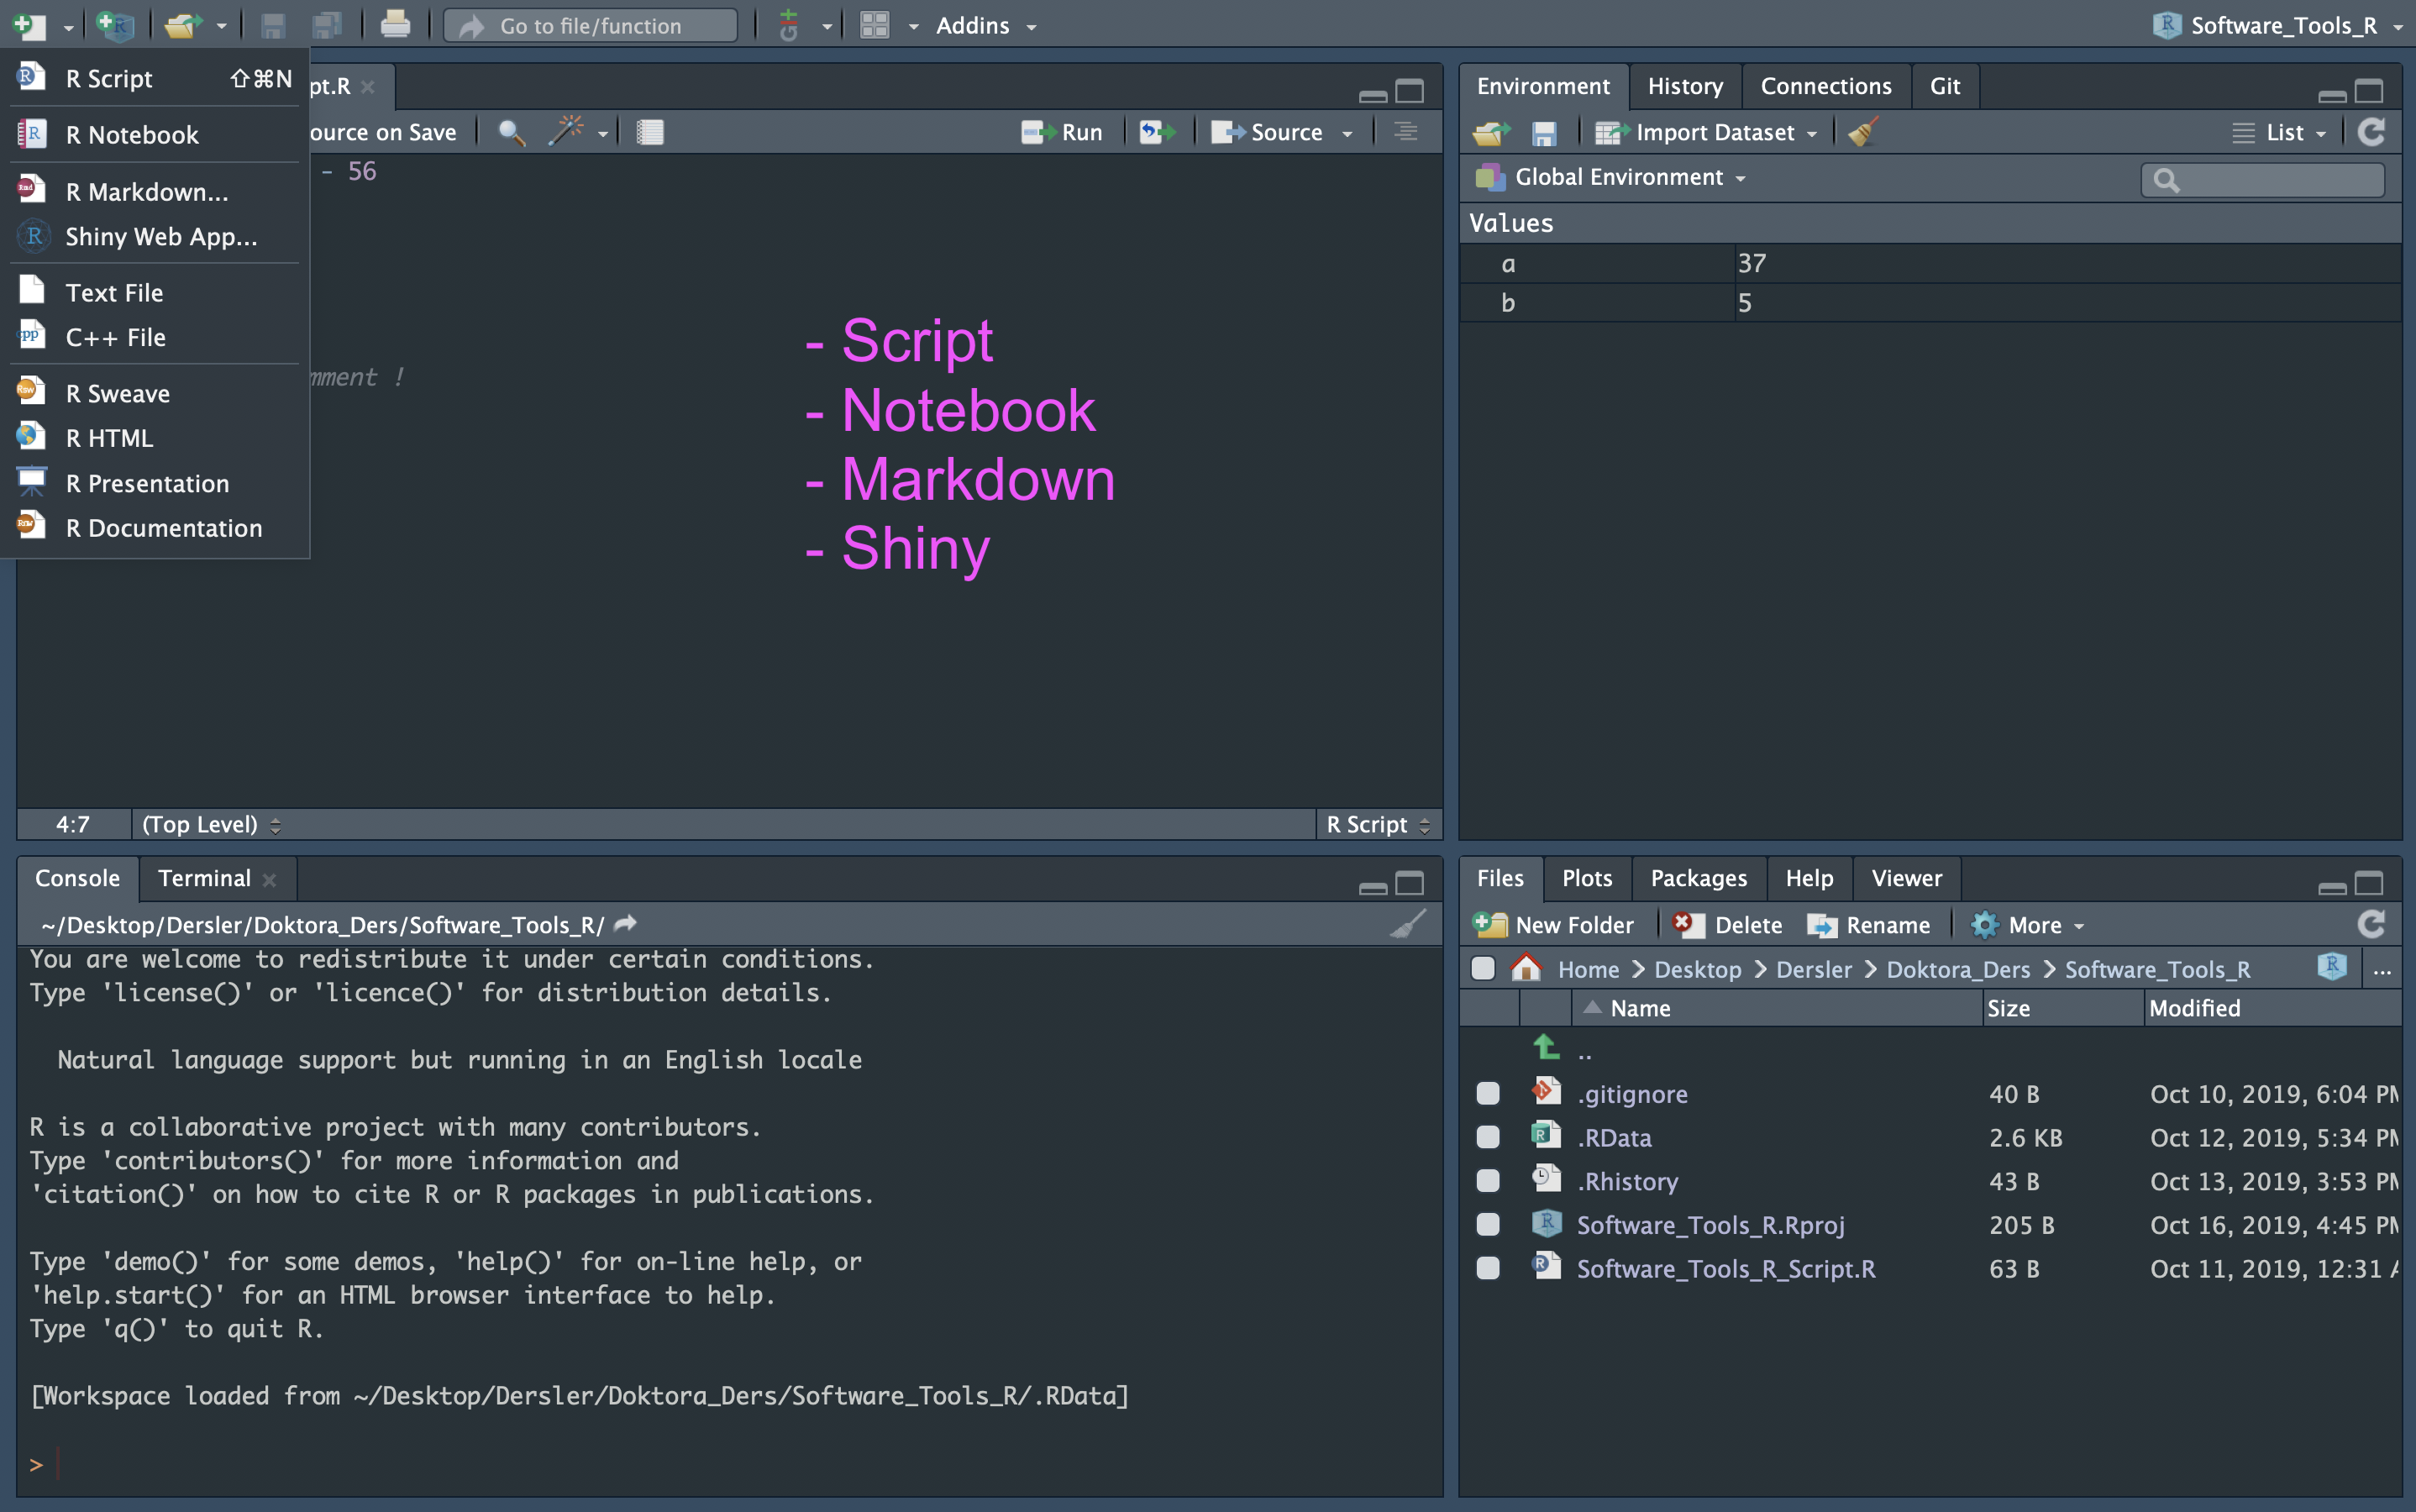 Go to file/function
Addins
Software_Tools_R
R Script ⇧⌘N
R Notebook
R Markdown...
Shiny Web App...
Text File
C++ File
R Sweave
R HTML
R Presentation
R Documentation
pt.R
ource on Save
Run
Source
- 56
mment !
- Script
- Notebook
- Markdown
- Shiny
4:7 (Top Level) R Script
Environment History Connections Git
Import Dataset List
Global Environment
Values
a 37
b 5
Console Terminal
~/Desktop/Dersler/Doktora_Ders/Software_Tools_R/
You are welcome to redistribute it under certain conditions.
Type 'license()' or 'licence()' for distribution details.
Natural language support but running in an English locale
R is a collaborative project with many contributors.
Type 'contributors()' for more information and
'citation()' on how to cite R or R packages in publications.
Type 'demo()' for some demos, 'help()' for on-line help, or
'help.start()' for an HTML browser interface to help.
Type 'q()' to quit R.
[Workspace loaded from ~/Desktop/Dersler/Doktora_Ders/Software_Tools_R/.RData]
>
Files Plots Packages Help Viewer
New Folder Delete Rename More
Home > Desktop > Dersler > Doktora_Ders > Software_Tools_R ...
Name Size Modified
..
.gitignore 40 B Oct 10, 2019, 6:04 PM
.RData 2.6 KB Oct 12, 2019, 5:34 PM
.Rhistory 43 B Oct 13, 2019, 3:53 PM
Software_Tools_R.Rproj 205 B Oct 16, 2019, 4:45 PM
Software_Tools_R_Script.R 63 B Oct 11, 2019, 12:31 A